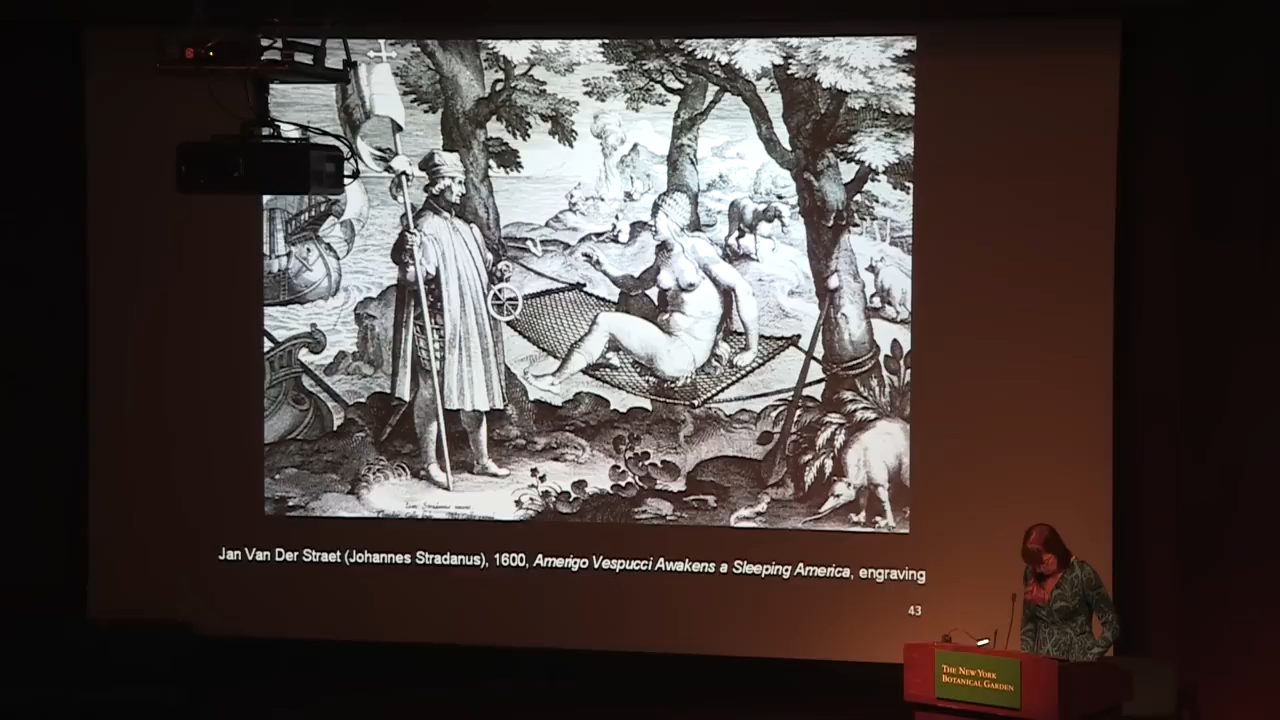 Jan Van Der Straet (Johannes Stradanus), 1600, Amerigo Vespucci Awakens a Sleeping America, engraving
43
THE NEW YORK
BOTANICAL GARDEN